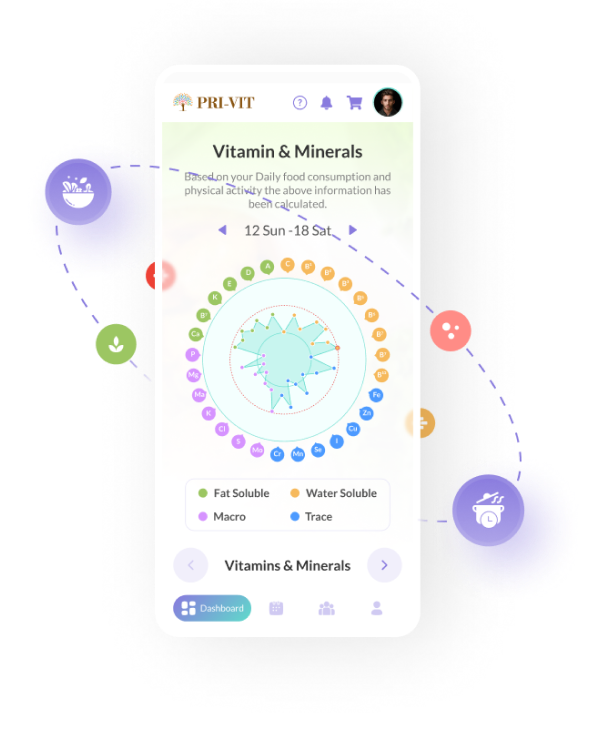 PRI-VIT
?
Vitamin & Minerals
Based on your Daily food consumption and
physical activity the above information has
been calculated.
12 Sun -18 Sat
A
C
D
E
K
Ca
P
Mg
Ma
K
Cl
S
Mo
Cr
Mn
Se
I
Cu
Zn
Fe
Fat Soluble
Water Soluble
Macro
Trace
Vitamins & Minerals
Dashboard